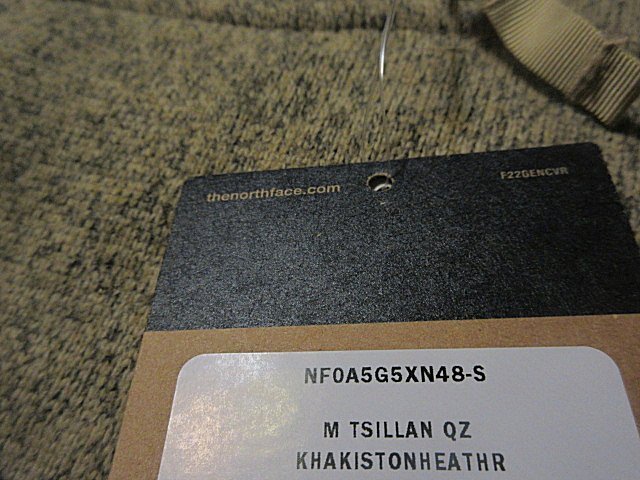 thenorthface.com F22GENCVR
NF0A5G5XN48-S
M TSILLAN QZ
KHAKISTONHEATHR